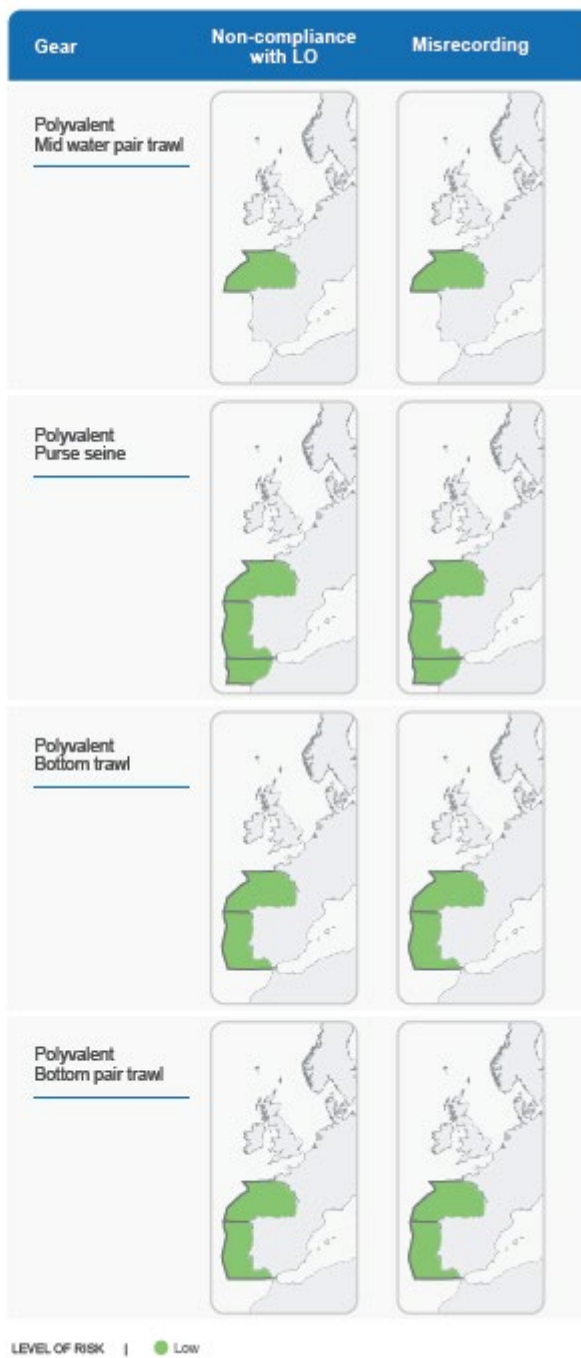 Gear
Non-compliance
with LO
Misrecording
Polyvalent
Mid water pair trawl
Polyvalent
Purse seine
Polyvalent
Bottom trawl
Polyvalent
Bottom pair trawl
LEVEL OF RISK | Low